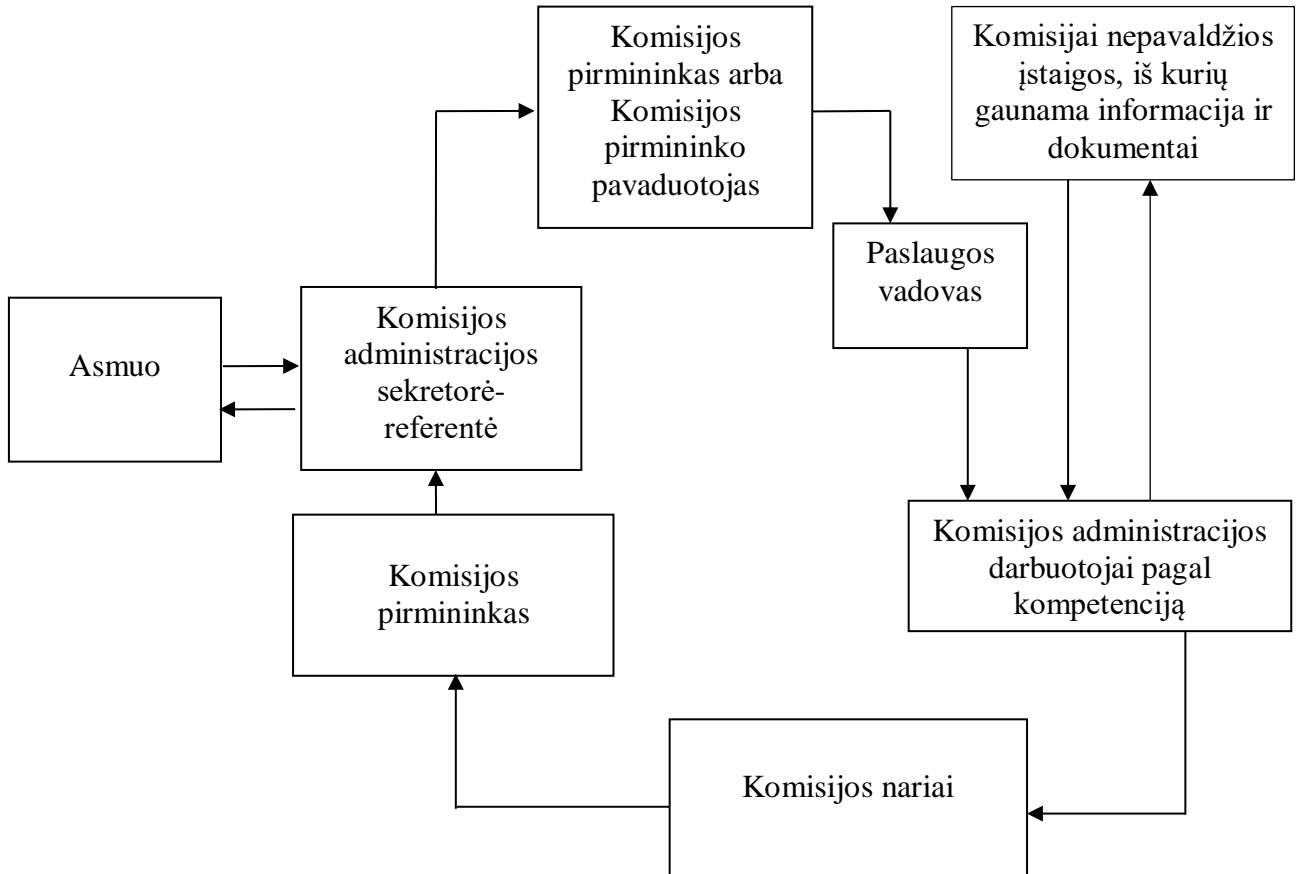 Komisijos
pirmininkas arba
Komisijos
pirmininko
pavaduotojas
Komisijai nepavaldžios
įstaigos, iš kurių
gaunama informacija ir
dokumentai
Paslaugos
vadovas
Asmuo
Komisijos
administracijos
sekretorė-
referentė
Komisijos administracijos
darbuotojai pagal
kompetenciją
Komisijos
pirmininkas
Komisijos nariai